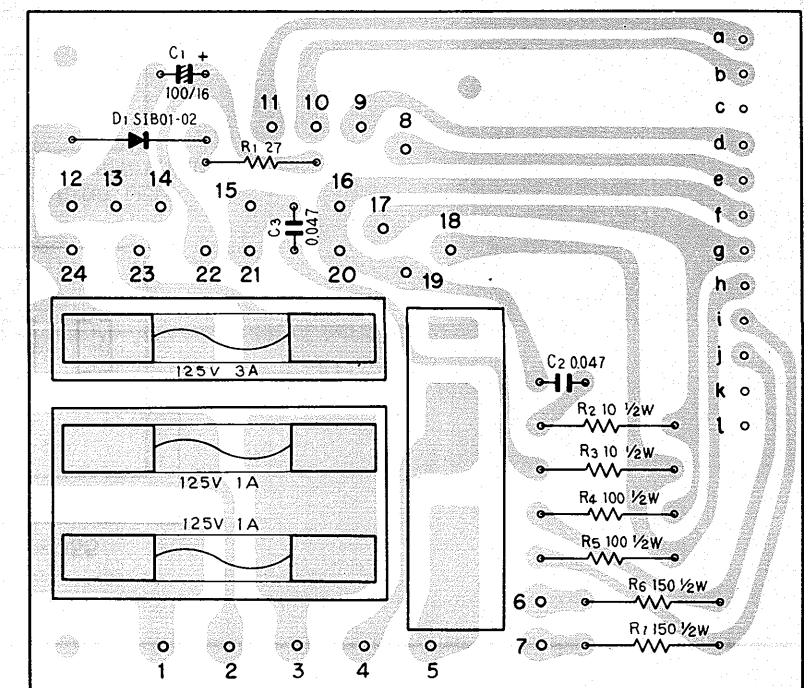 a
C1 +
b
100/16
11 10 9
c
D1 SIB01-02
8
d
R1 27
e
12 13 14 15 16
f
17
C3 0.047
18
g
24 23 22 21 20 19
h
i
125V 3A
j
C2 0.047
k
R2 10 ½W
l
R3 10 ½W
125V 1A
R4 100 ½W
125V 1A
R5 100 ½W
R6 150 ½W
6
R7 150 ½W
7
1 2 3 4 5